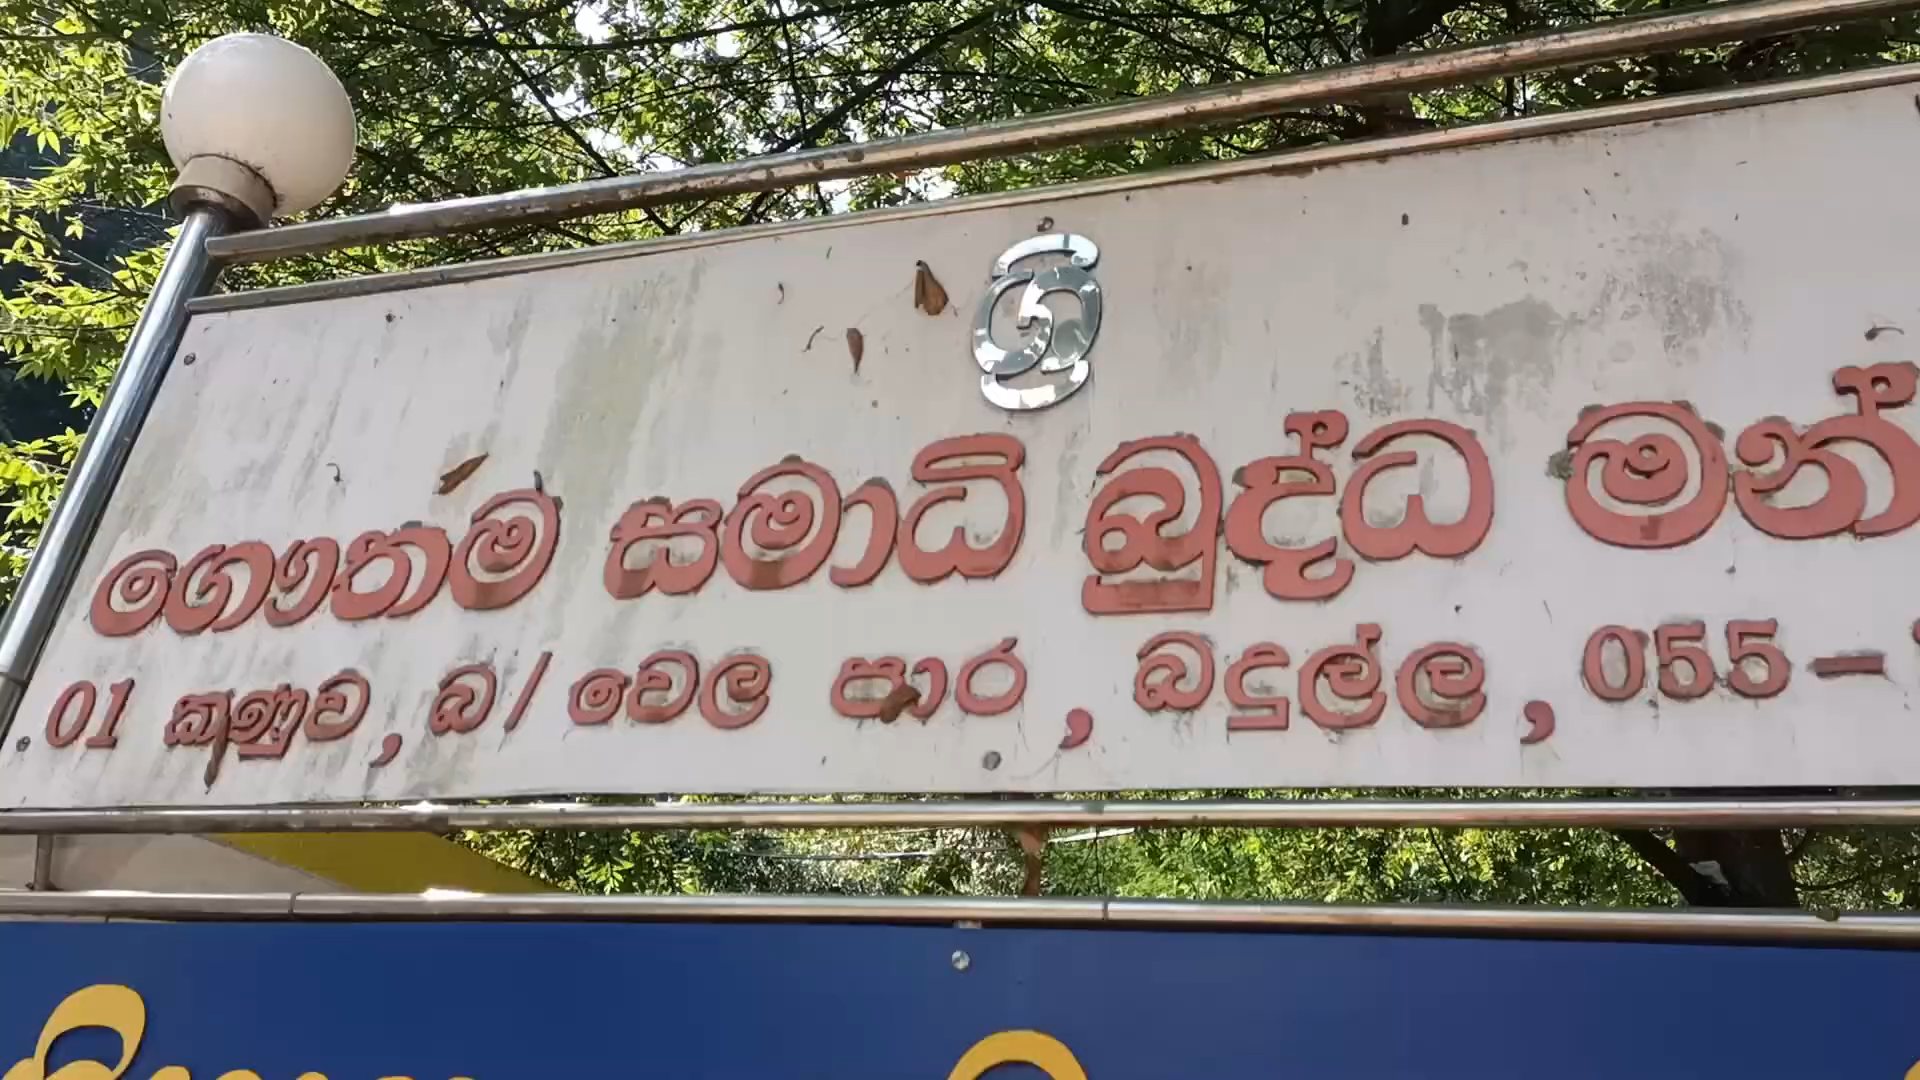 ශ්‍රී
ගෞතම සමාධි බුද්ධ මන්
01 කණුව, බ/වෙල පාර, බදුල්ල, 055-